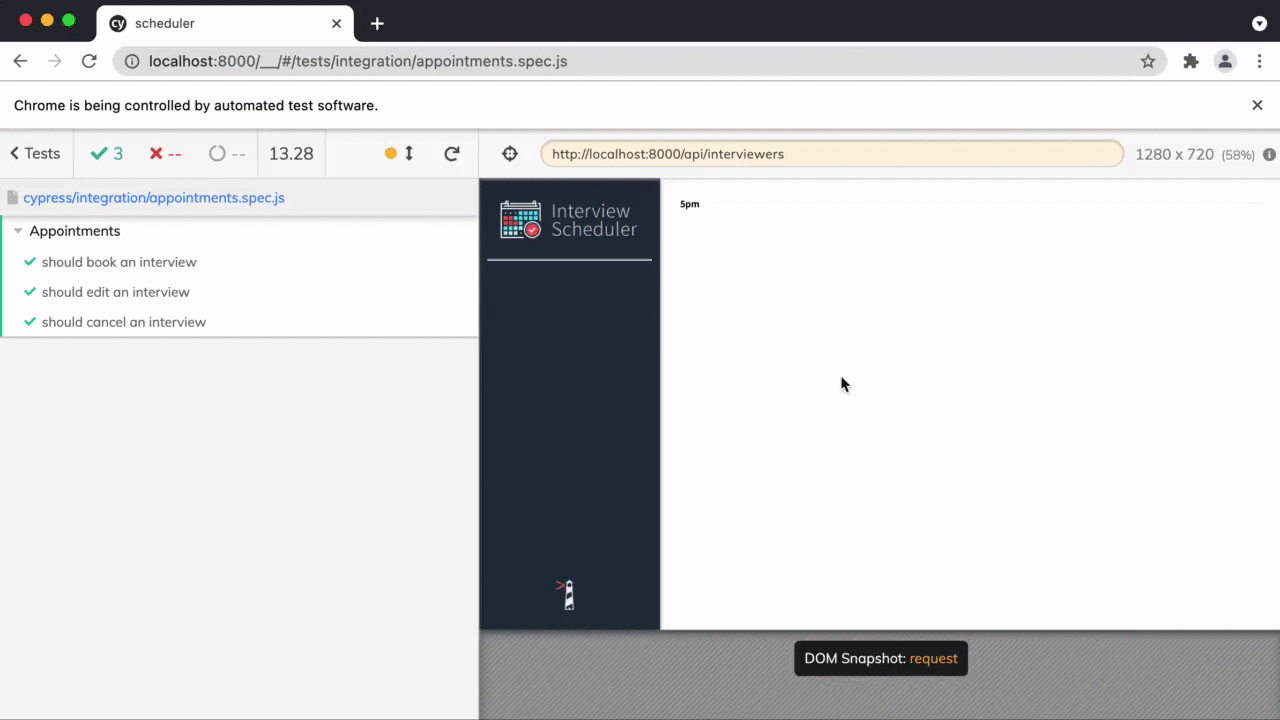 cy scheduler
localhost:8000/__/#/tests/integration/appointments.spec.js
Chrome is being controlled by automated test software.
Tests 3 -- -- 13.28 http://localhost:8000/api/interviewers 1280 x 720 (58%)
cypress/integration/appointments.spec.js
Appointments
should book an interview
should edit an interview
should cancel an interview
Interview
Scheduler
5pm
DOM Snapshot: request